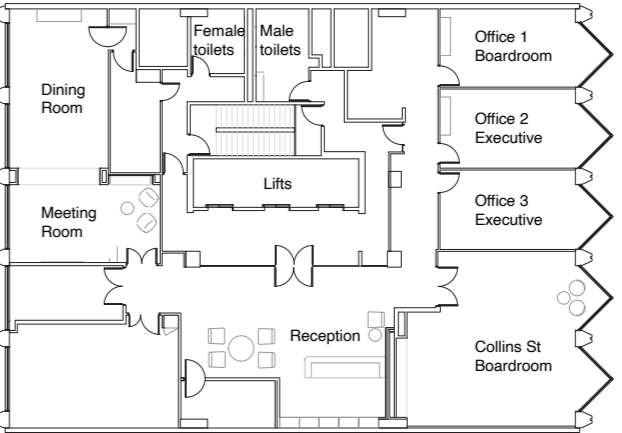 Female
toilets
Male
toilets
Office 1
Boardroom
Dining
Room
Office 2
Executive
Lifts
Meeting
Room
Office 3
Executive
Reception
Collins St
Boardroom